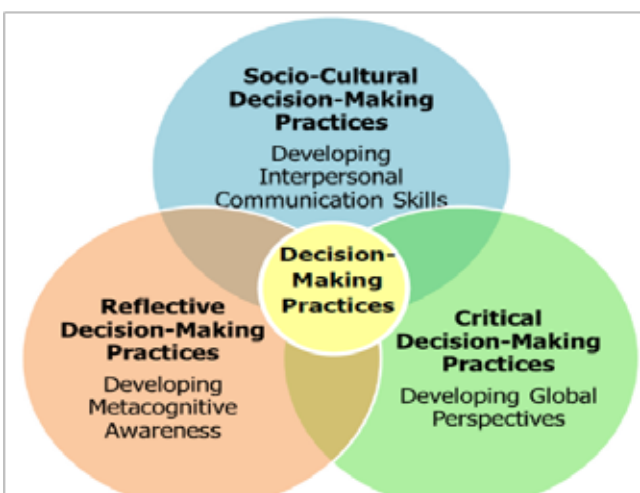 Socio-Cultural
Decision-Making
Practices
Developing
Interpersonal
Communication Skills
Decision-
Making
Practices
Reflective
Decision-Making
Practices
Developing
Metacognitive
Awareness
Critical
Decision-Making
Practices
Developing Global
Perspectives